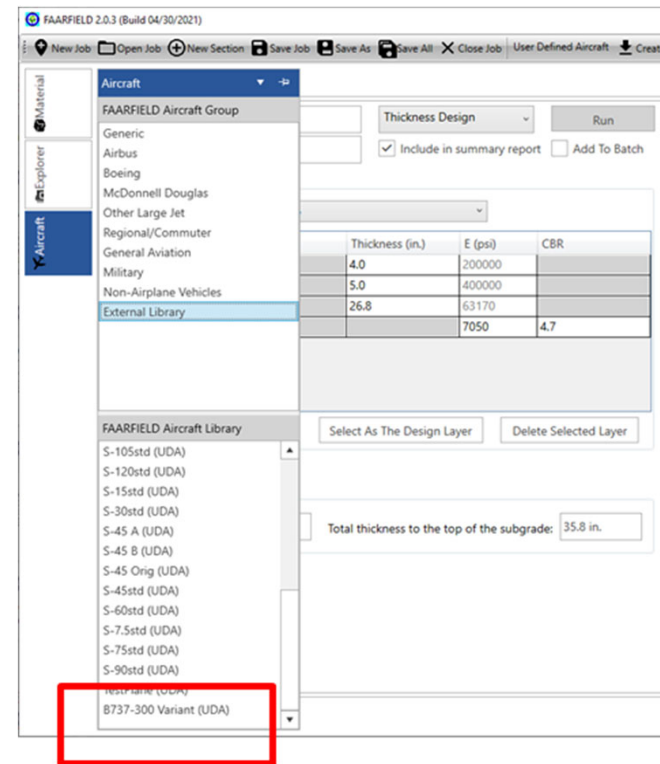 FAARFIELD 2.0.3 (Build 04/30/2021)
New Job Open Job New Section Save Job Save As Save All Close Job User Defined Aircraft Creat
Material
Explorer
Aircraft
Aircraft
FAARFIELD Aircraft Group
Generic
Airbus
Boeing
McDonnell Douglas
Other Large Jet
Regional/Commuter
General Aviation
Military
Non-Airplane Vehicles
External Library
Thickness Design
Run
Include in summary report Add To Batch
Thickness (in.) E (psi) CBR
4.0 200000
5.0 400000
26.8 63170
7050 4.7
FAARFIELD Aircraft Library
Select As The Design Layer Delete Selected Layer
S-105std (UDA)
S-120std (UDA)
S-15std (UDA)
S-30std (UDA)
S-45 A (UDA)
S-45 B (UDA)
S-45 Orig (UDA)
S-45std (UDA)
S-60std (UDA)
S-7.5std (UDA)
S-75std (UDA)
S-90std (UDA)
TestPlane (UDA)
B737-300 Variant (UDA)
Total thickness to the top of the subgrade: 35.8 in.